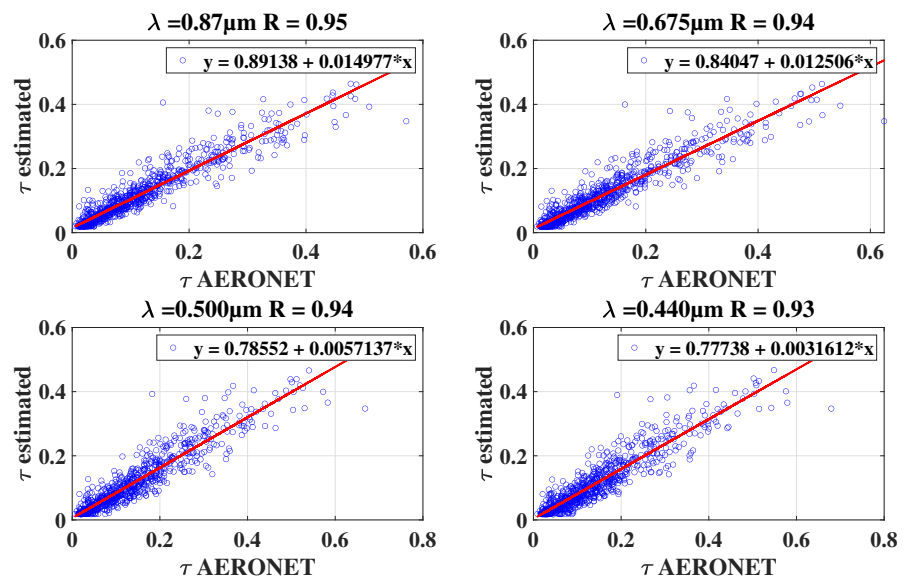 λ =0.87µm R = 0.95
y = 0.89138 + 0.014977*x
0.6
0.4
0.2
0
τ estimated
0
0.2
0.4
0.6
τ AERONET
λ =0.675µm R = 0.94
y = 0.84047 + 0.012506*x
0.6
0.4
0.2
0
τ estimated
0
0.2
0.4
0.6
τ AERONET
λ =0.500µm R = 0.94
y = 0.78552 + 0.0057137*x
0.6
0.4
0.2
0
τ estimated
0
0.2
0.4
0.6
0.8
τ AERONET
λ =0.440µm R = 0.93
y = 0.77738 + 0.0031612*x
0.6
0.4
0.2
0
τ estimated
0
0.2
0.4
0.6
0.8
τ AERONET